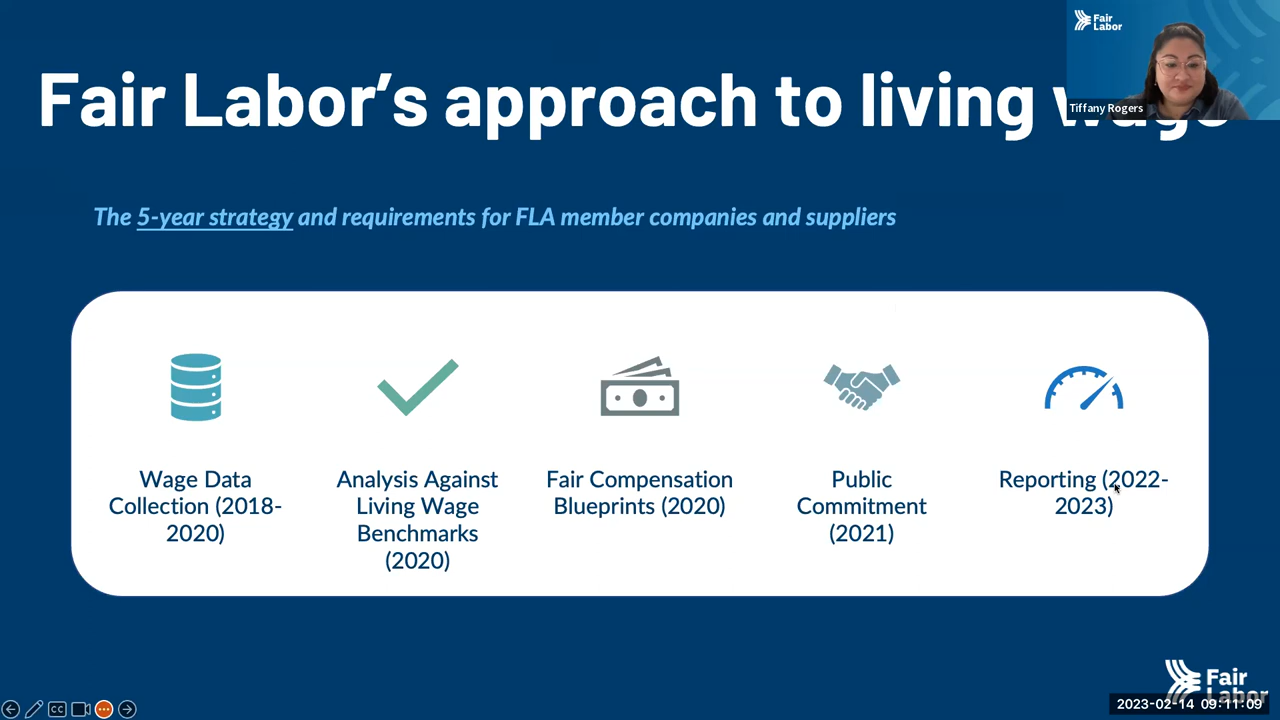 Fair
Labor
Tiffany Rogers
Fair Labor's approach to living wage
The 5-year strategy and requirements for FLA member companies and suppliers
Wage Data
Collection (2018-
2020)
Analysis Against
Living Wage
Benchmarks
(2020)
Fair Compensation
Blueprints (2020)
Public
Commitment
(2021)
Reporting (2022-
2023)
CC
Fair
Labor
2023-02-14 09:11:09